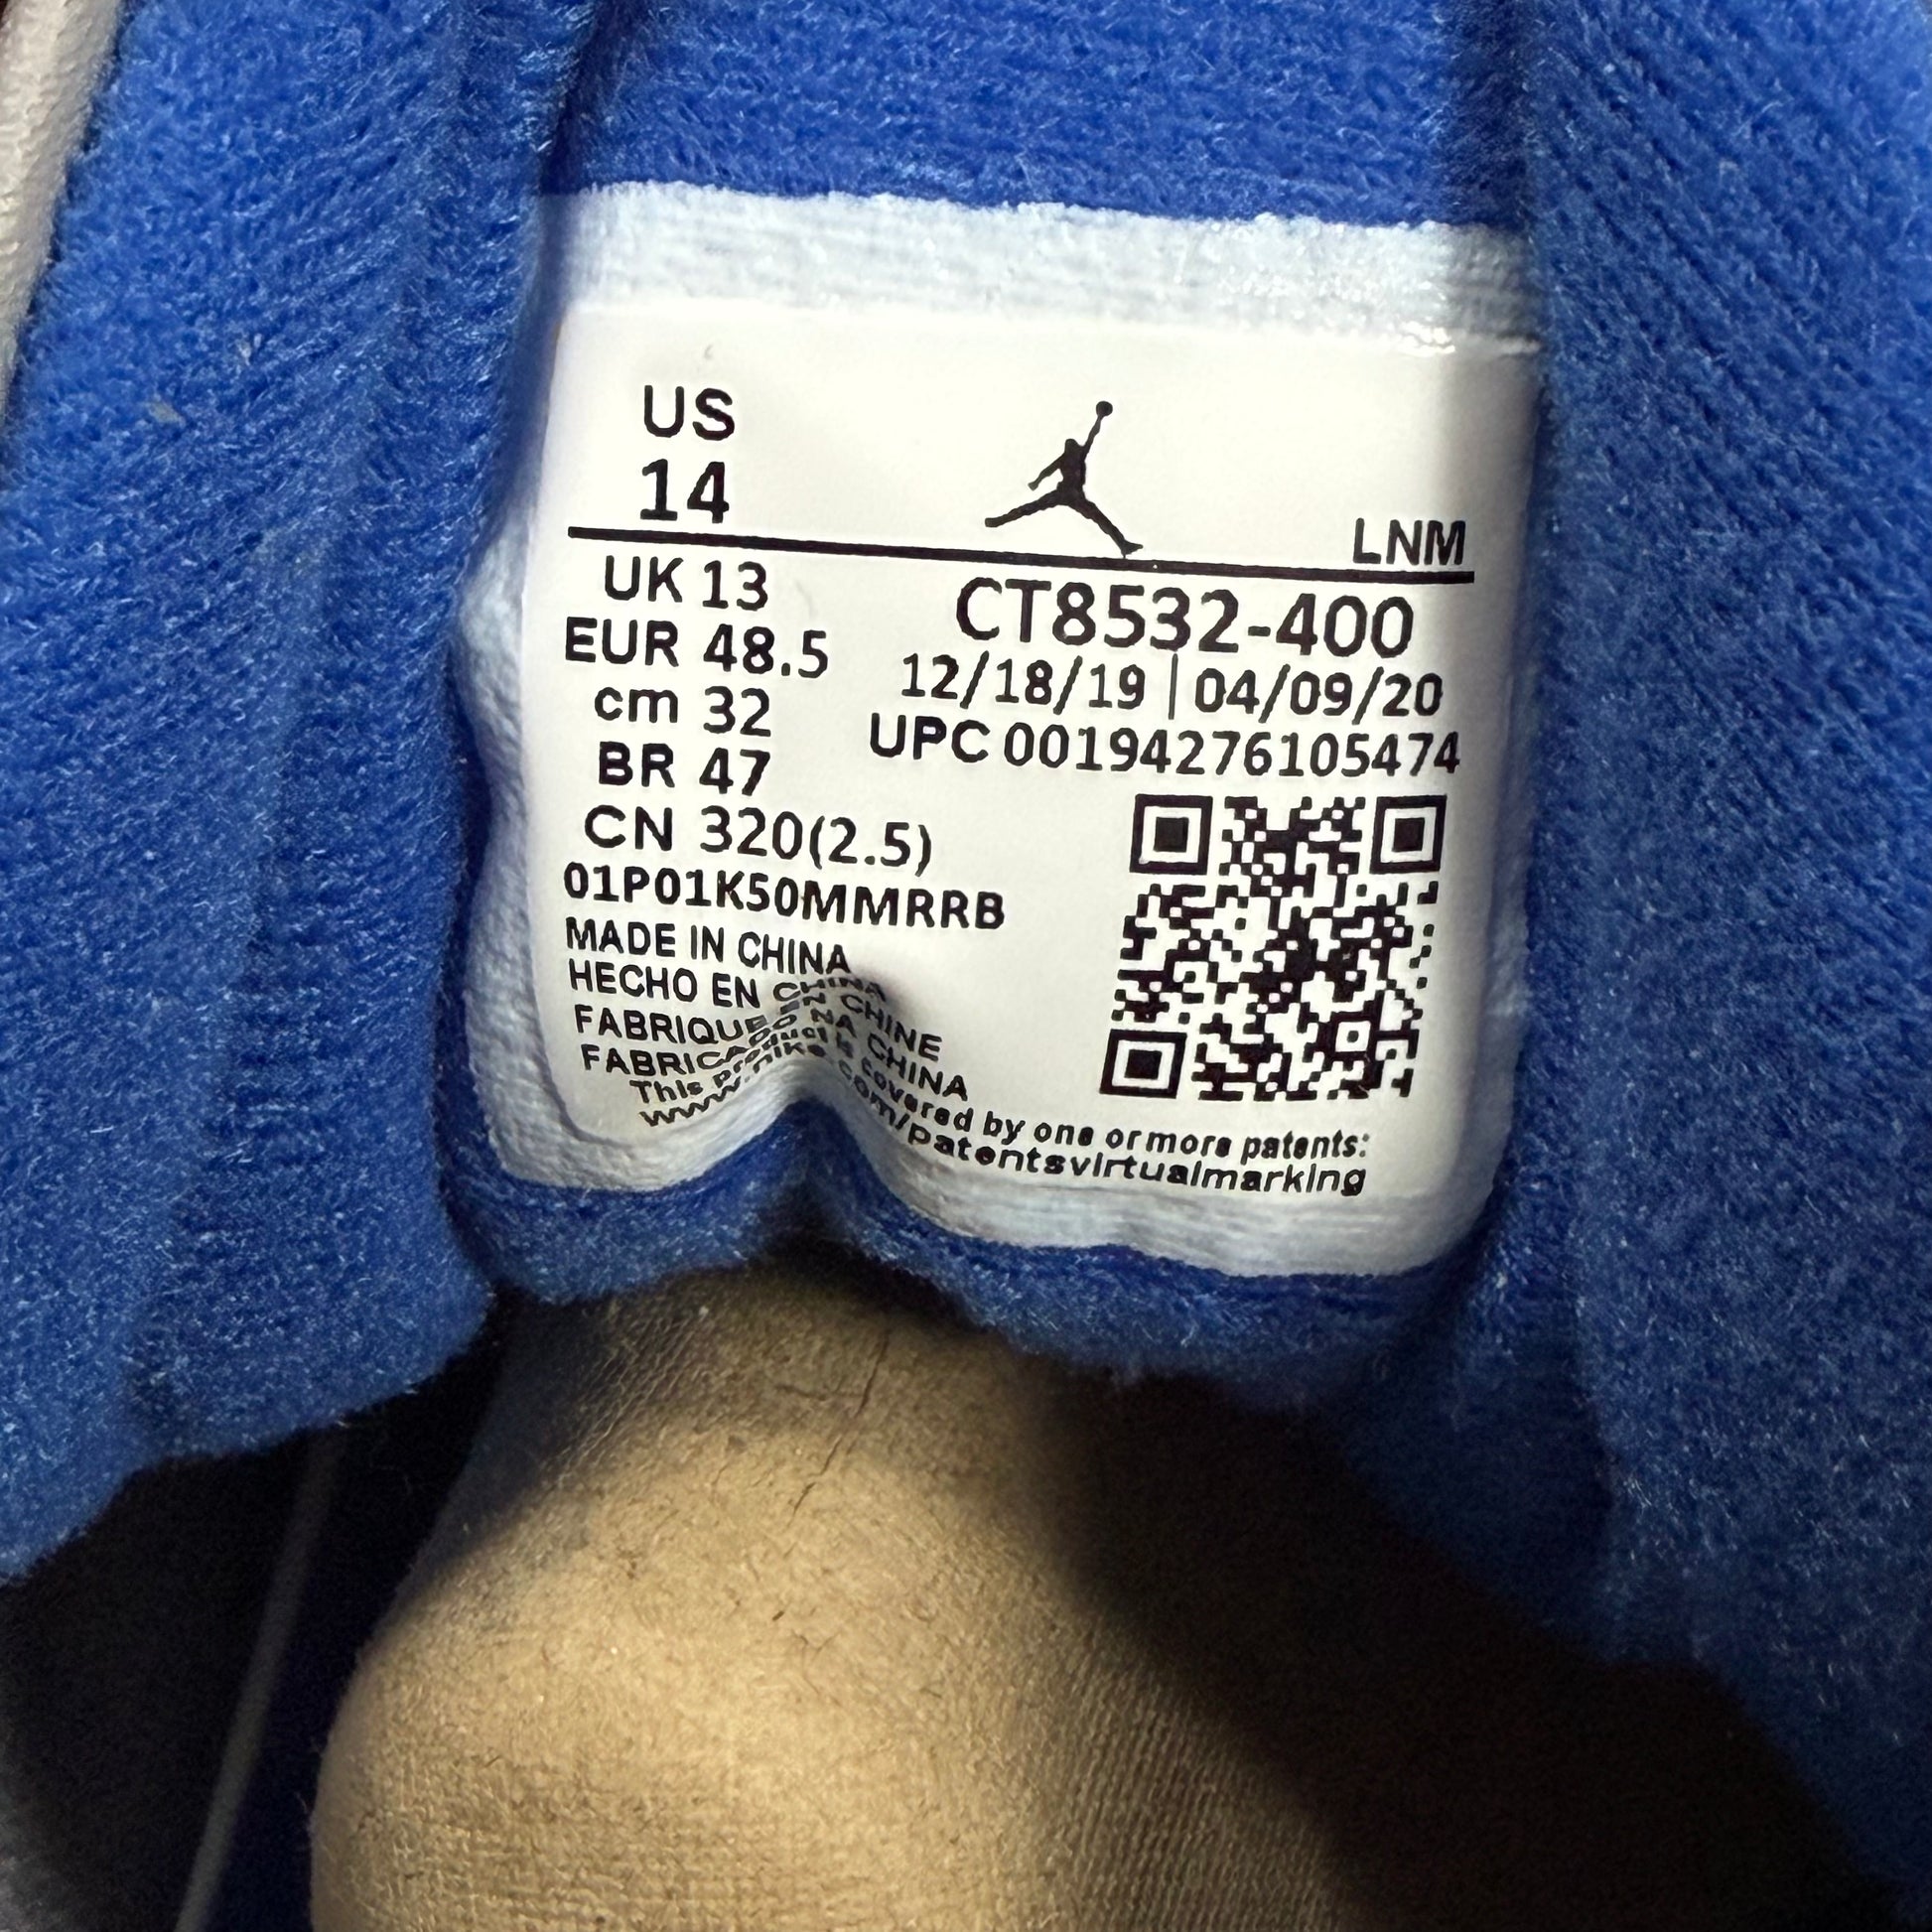 US
14
LNM
UK 13
EUR 48.5
cm 32
BR 47
CN 320(2.5)
CT8532-400
12/18/19 | 04/09/20
UPC 00194276105474
01P01K50MMRRB
MADE IN CHINA
HECHO EN CHINA
FABRIQUE EN CHINE
FABRICADO NA CHINA
This product is covered by one or more patents:
www.nike.com/patentsvirtualmarking